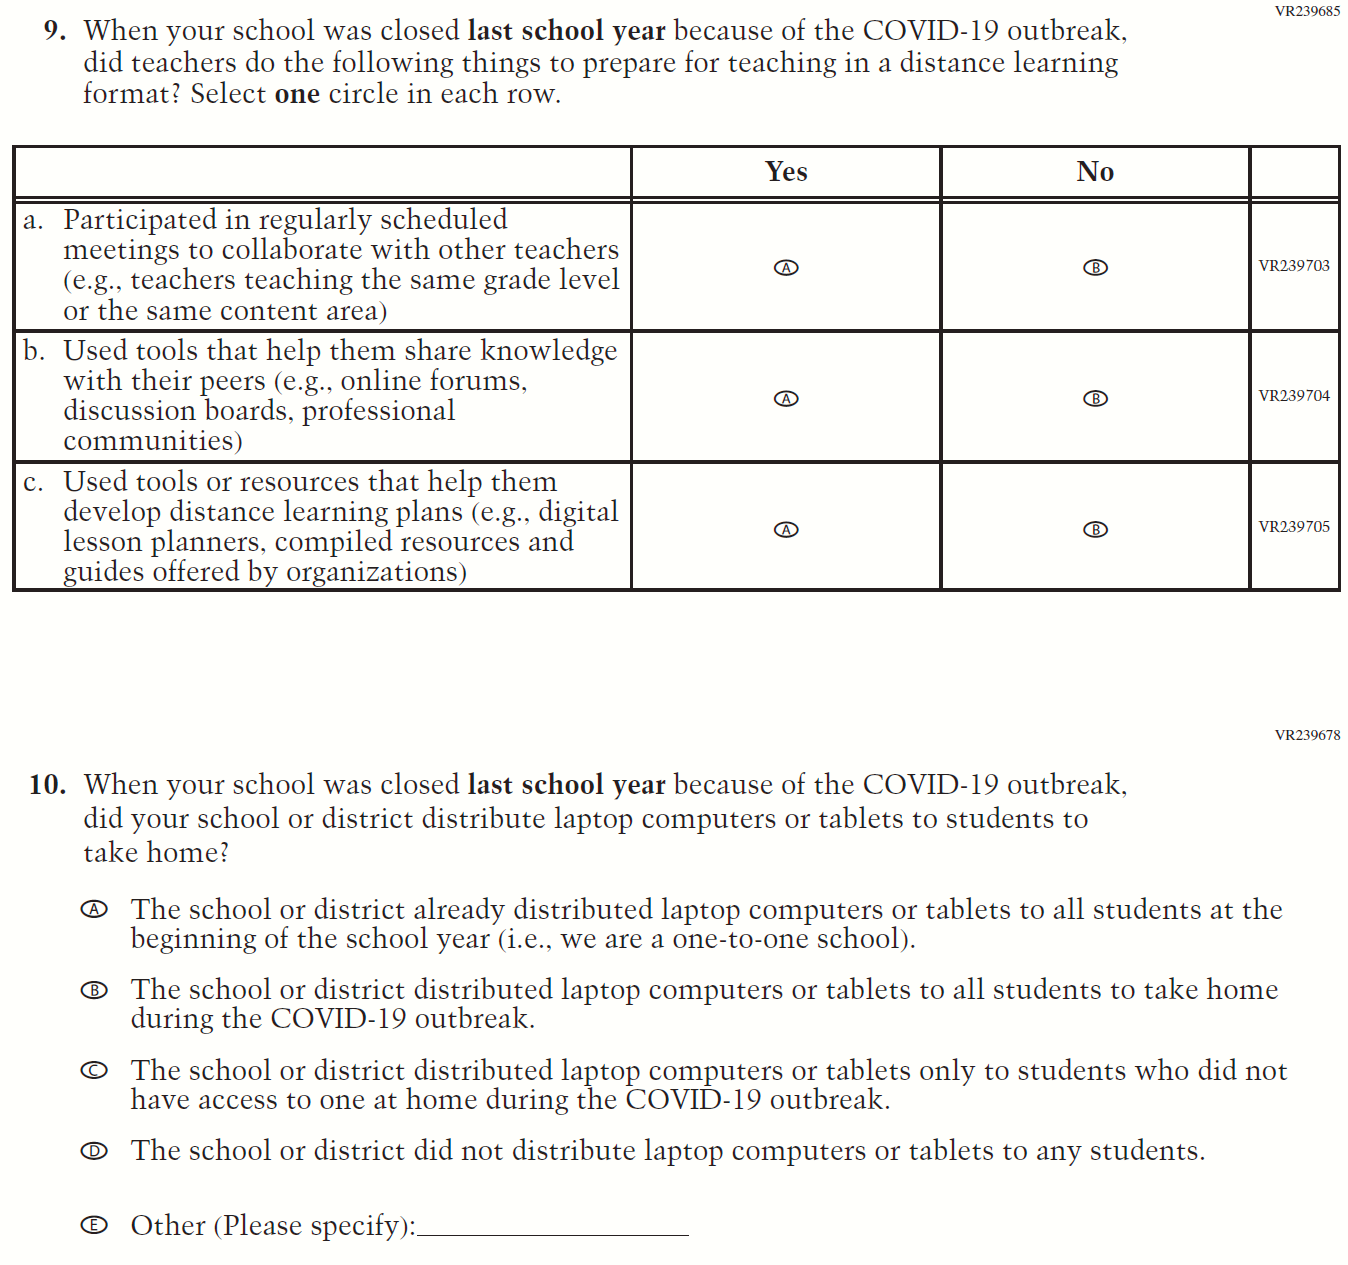 VR239685
9. When your school was closed last school year because of the COVID-19 outbreak,
did teachers do the following things to prepare for teaching in a distance learning
format? Select one circle in each row.
Yes No
a. Participated in regularly scheduled
meetings to collaborate with other teachers
(e.g., teachers teaching the same grade level
or the same content area)
A B VR239703
b. Used tools that help them share knowledge
with their peers (e.g., online forums,
discussion boards, professional
communities)
A B VR239704
c. Used tools or resources that help them
develop distance learning plans (e.g., digital
lesson planners, compiled resources and
guides offered by organizations)
A B VR239705
VR239678
10. When your school was closed last school year because of the COVID-19 outbreak,
did your school or district distribute laptop computers or tablets to students to
take home?
A The school or district already distributed laptop computers or tablets to all students at the
beginning of the school year (i.e., we are a one-to-one school).
B The school or district distributed laptop computers or tablets to all students to take home
during the COVID-19 outbreak.
C The school or district distributed laptop computers or tablets only to students who did not
have access to one at home during the COVID-19 outbreak.
D The school or district did not distribute laptop computers or tablets to any students.
E Other (Please specify):